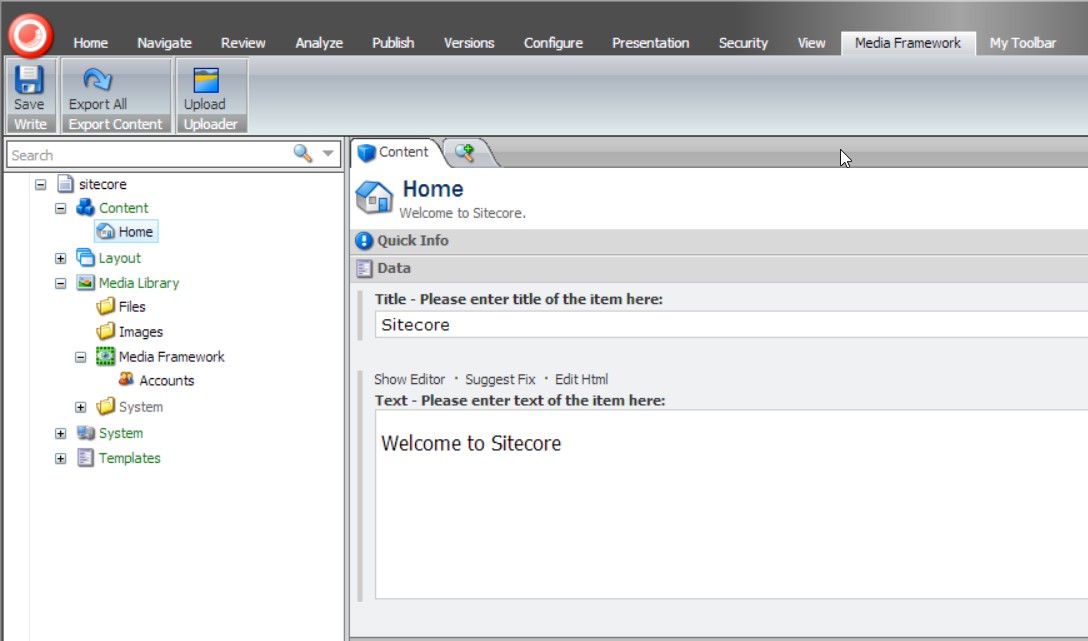 Home Navigate Review Analyze Publish Versions Configure Presentation Security View Media Framework My Toolbar
Save Export All Upload
Write Export Content Uploader
Search
Content
sitecore
Content
Home
Layout
Media Library
Files
Images
Media Framework
Accounts
System
System
Templates
Home
Welcome to Sitecore.
Quick Info
Data
Title - Please enter title of the item here:
Sitecore
Show Editor · Suggest Fix · Edit Html
Text - Please enter text of the item here:
Welcome to Sitecore